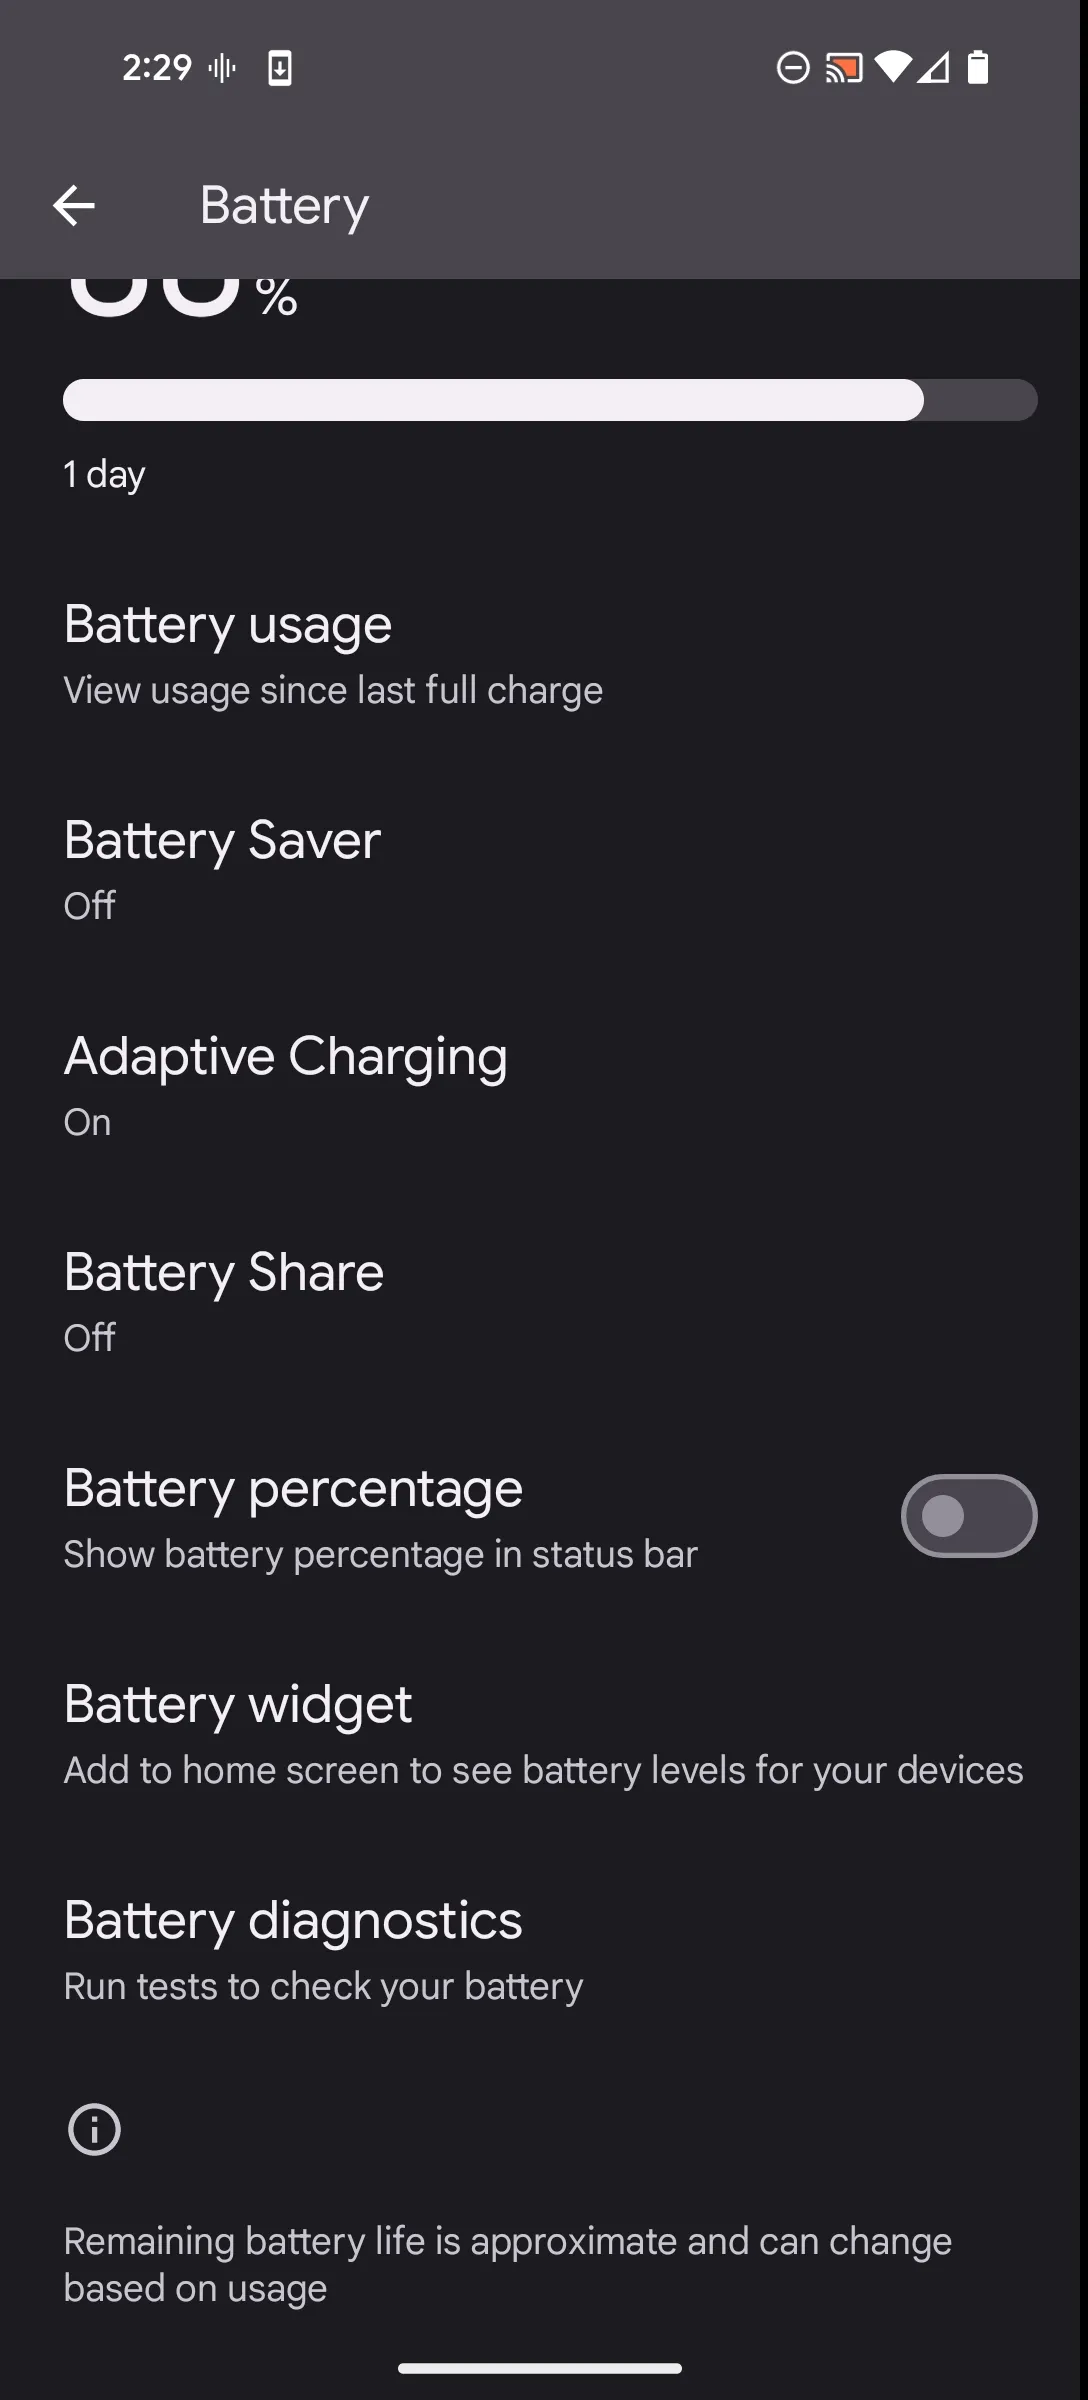 2:29
Battery
%
1 day
Battery usage
View usage since last full charge
Battery Saver
Off
Adaptive Charging
On
Battery Share
Off
Battery percentage
Show battery percentage in status bar
Battery widget
Add to home screen to see battery levels for your devices
Battery diagnostics
Run tests to check your battery
Remaining battery life is approximate and can change
based on usage